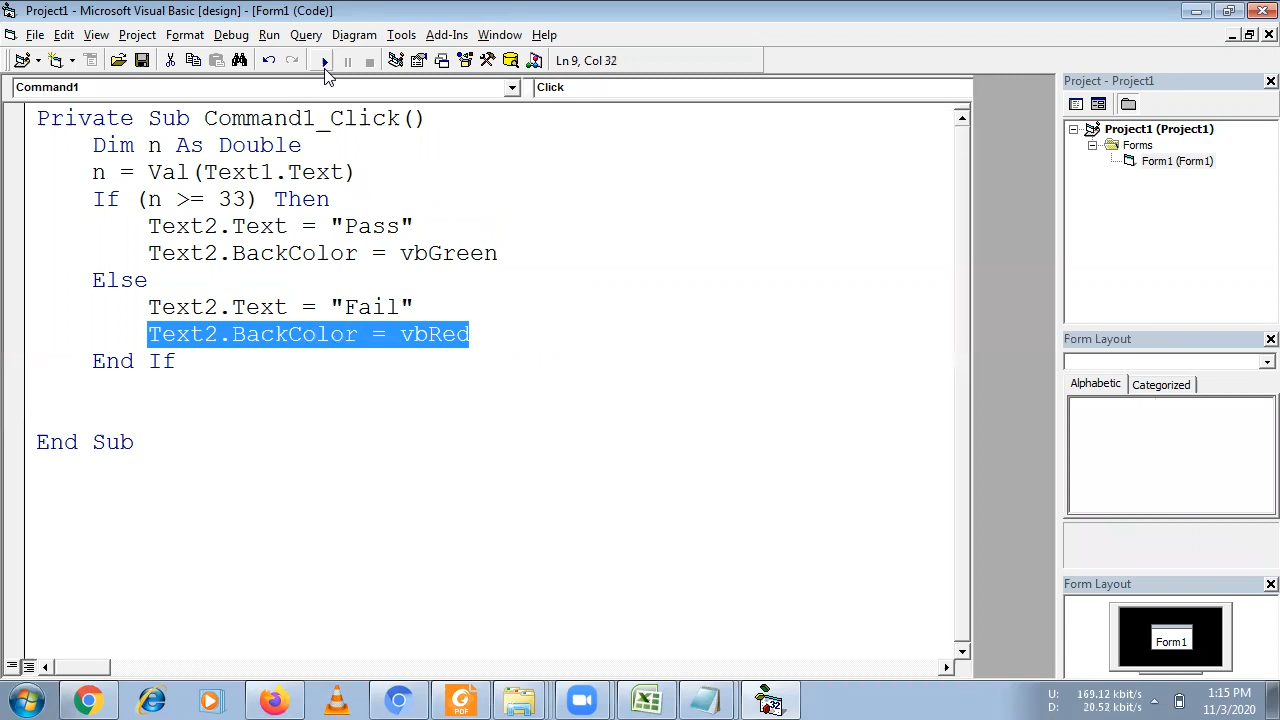 Project1 - Microsoft Visual Basic [design] - [Form1 (Code)]
File Edit View Project Format Debug Run Query Diagram Tools Add-Ins Window Help
Ln 9, Col 32
Command1 Click
Private Sub Command1_Click()
Dim n As Double
n = Val(Text1.Text)
If (n >= 33) Then
Text2.Text = "Pass"
Text2.BackColor = vbGreen
Else
Text2.Text = "Fail"
Text2.BackColor = vbRed
End If
End Sub
Project - Project1
Project1 (Project1)
Forms
Form1 (Form1)
Form Layout
Alphabetic Categorized
Form Layout
Form1
PDF
32
U: 169.12 kbit/s
D: 20.52 kbit/s
1:15 PM
11/3/2020